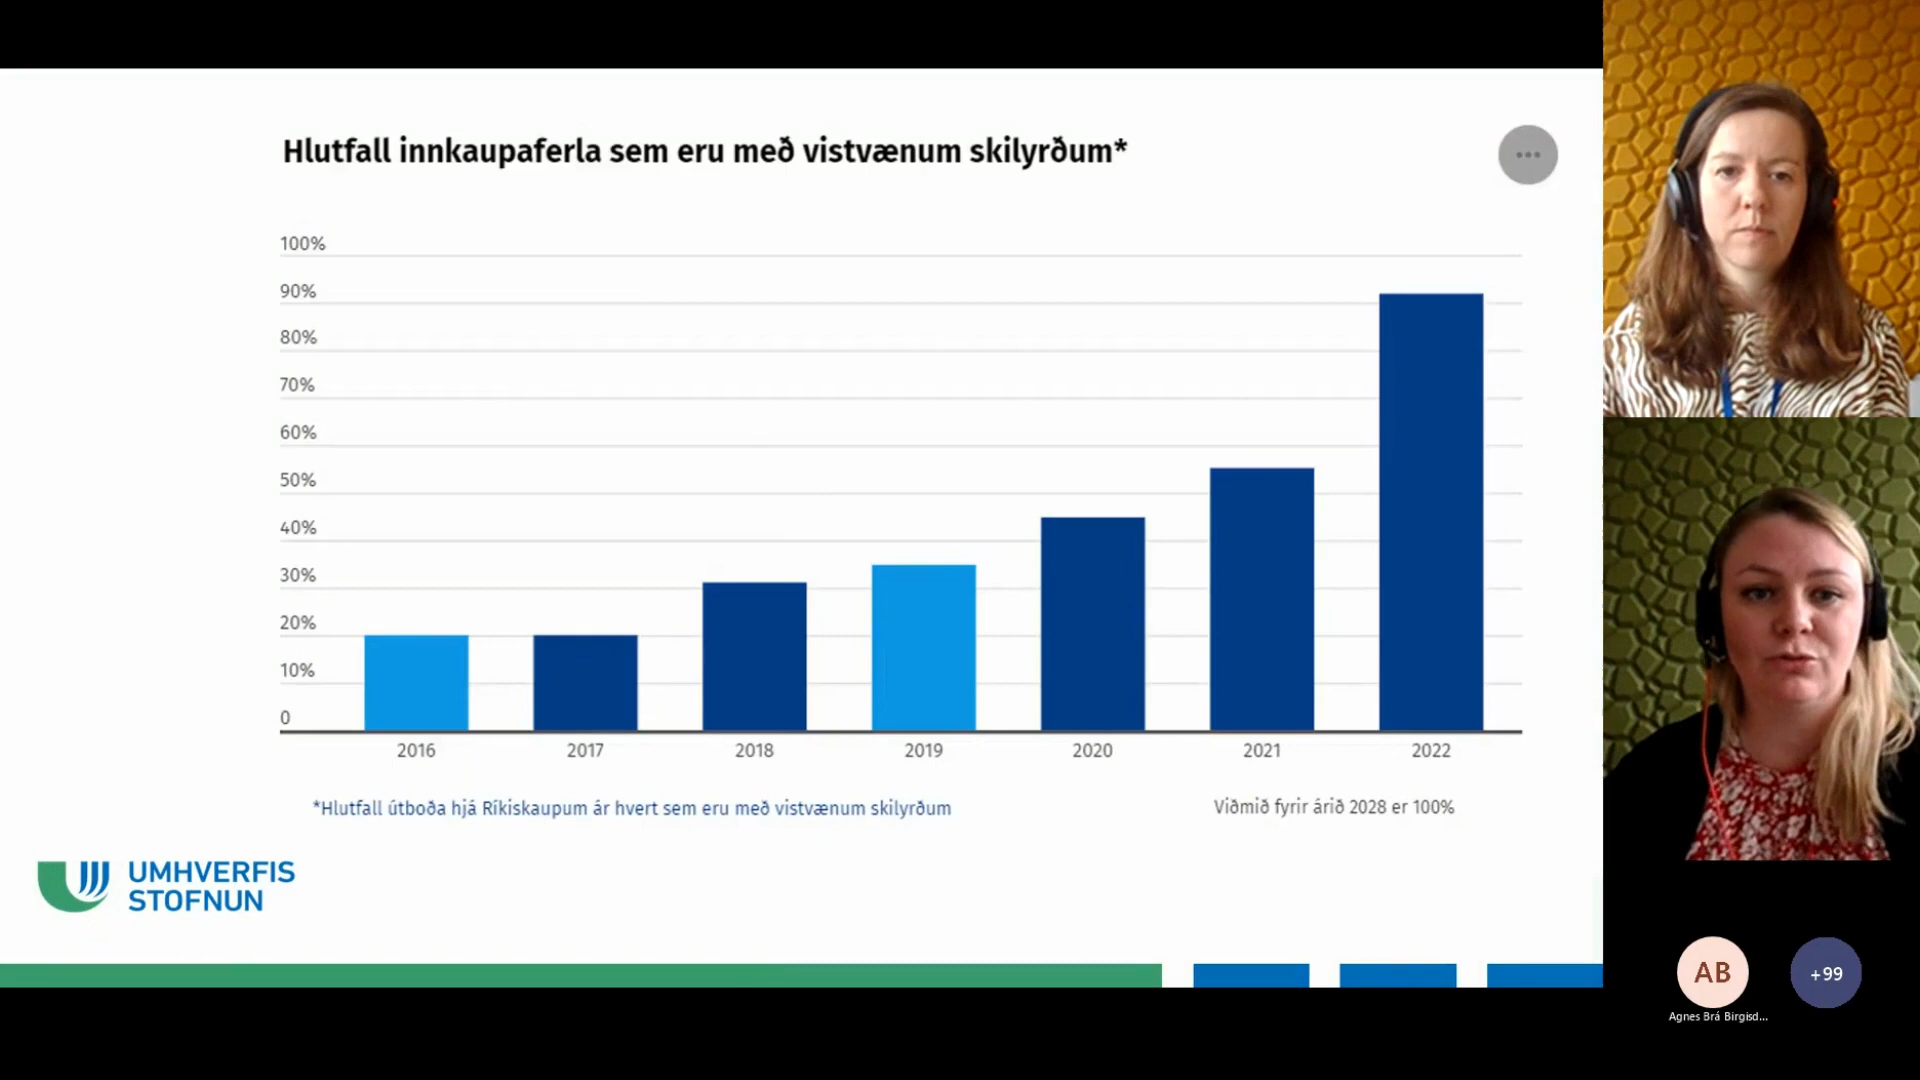 Hlutfall innkaupaferla sem eru með vistvænum skilyrðum*
100%
90%
80%
70%
60%
50%
40%
30%
20%
10%
0
2016 2017 2018 2019 2020 2021 2022
*Hlutfall útboða hjá Ríkiskaupum ár hvert sem eru með vistvænum skilyrðum
Viðmið fyrir árið 2028 er 100%
UMHVERFIS
STOFNUN
AB
+99
Agnes Brá Birgisd...